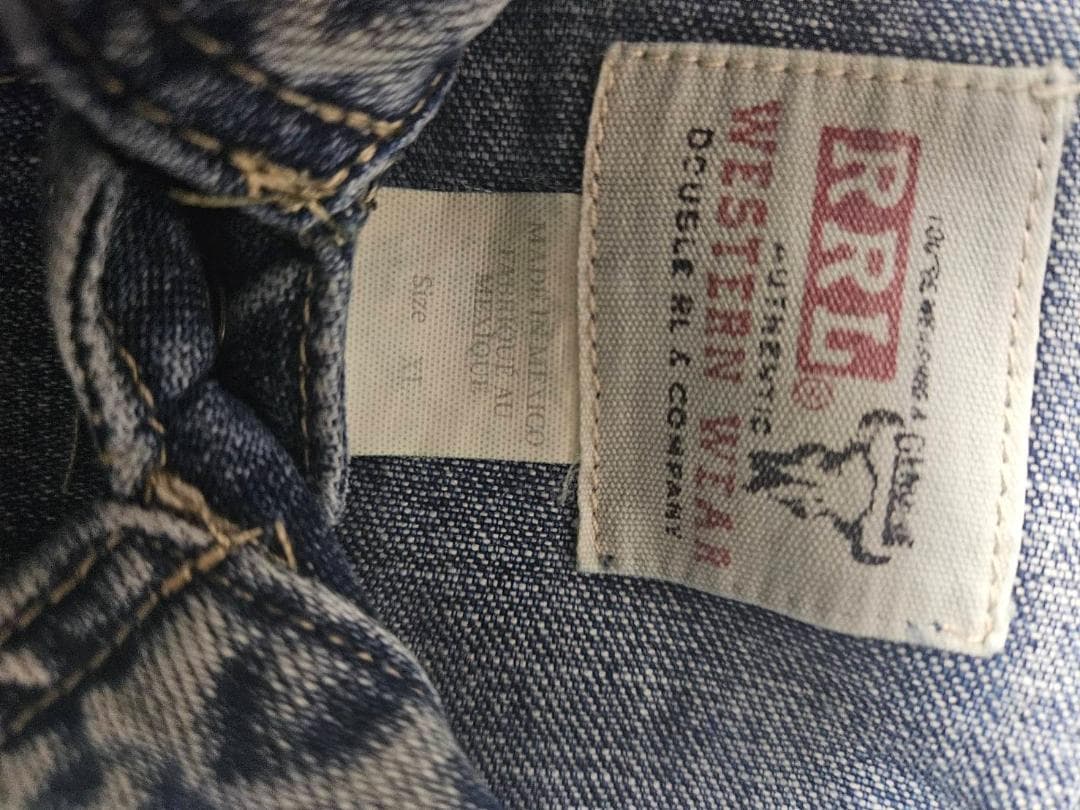 RRL®
AUTHENTIC
WESTERN WEAR
DOUBLE RL & COMPANY
MADE IN MEXICO
FABRIQUE AU
MEXIQUE
Size XL